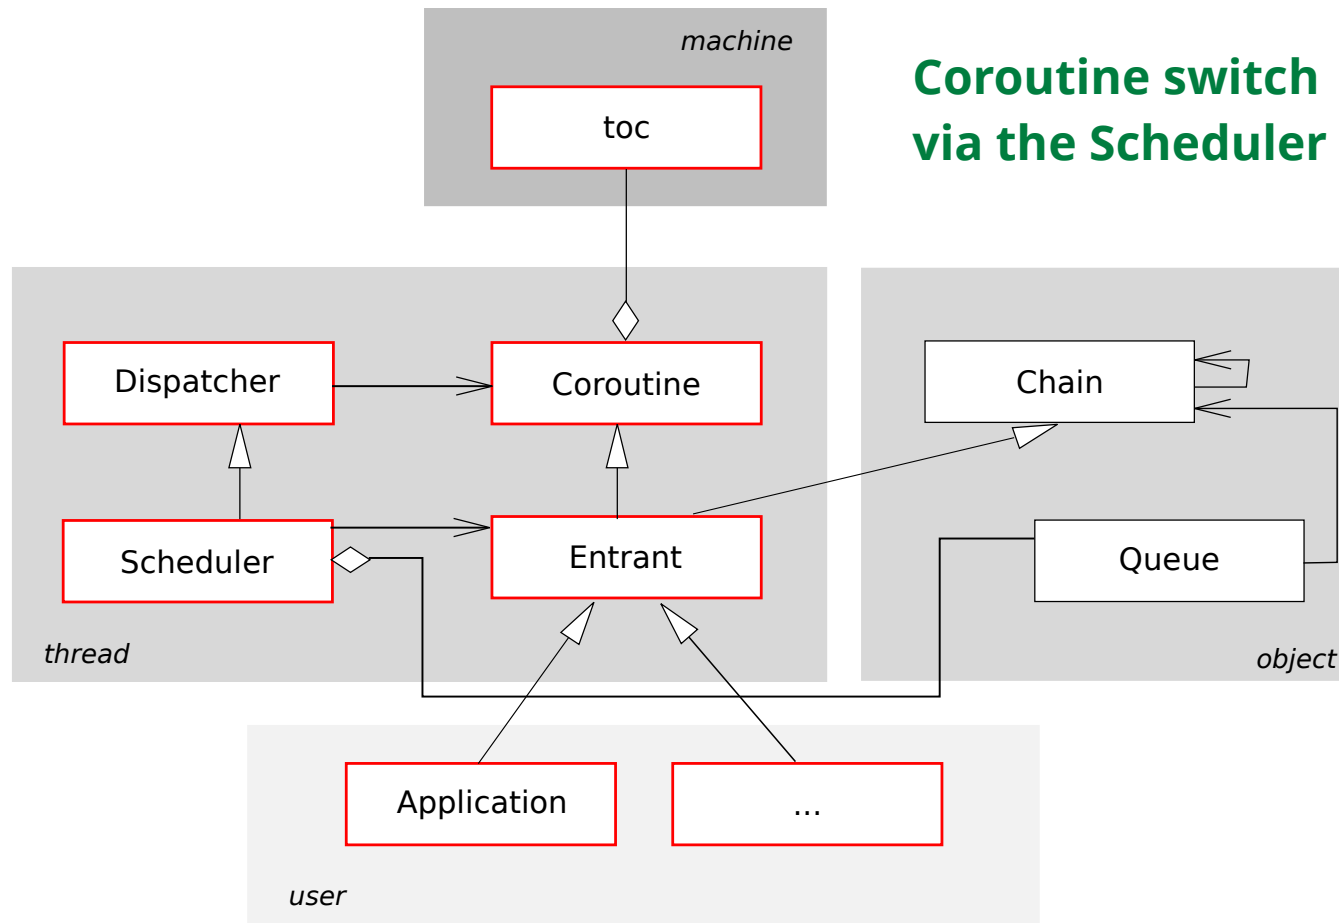 machine
toc
Coroutine switch
via the Scheduler
Dispatcher
Coroutine
Chain
Scheduler
Entrant
Queue
thread
object
Application
...
user